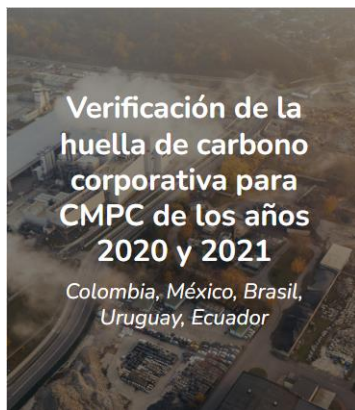 Verificación de la
huella de carbono
corporativa para
CMPC de los años
2020 y 2021
Colombia, México, Brasil,
Uruguay, Ecuador